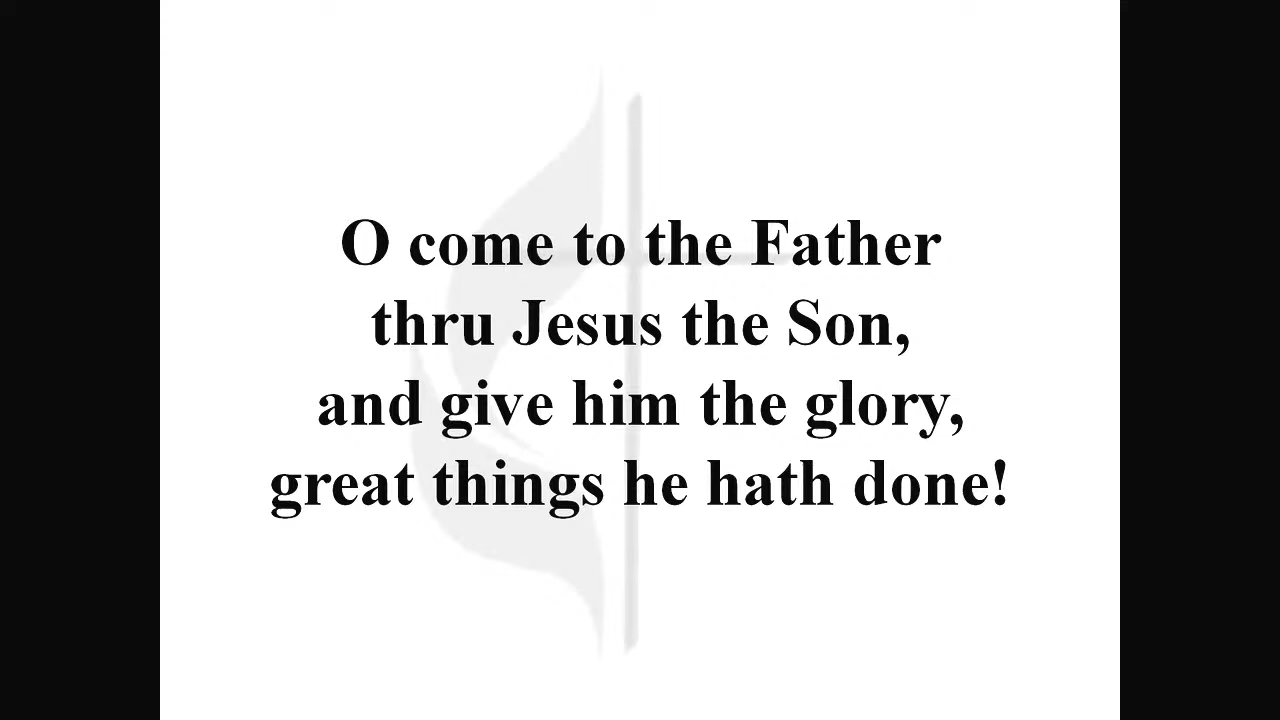 O come to the Father
thru Jesus the Son,
and give him the glory,
great things he hath done!